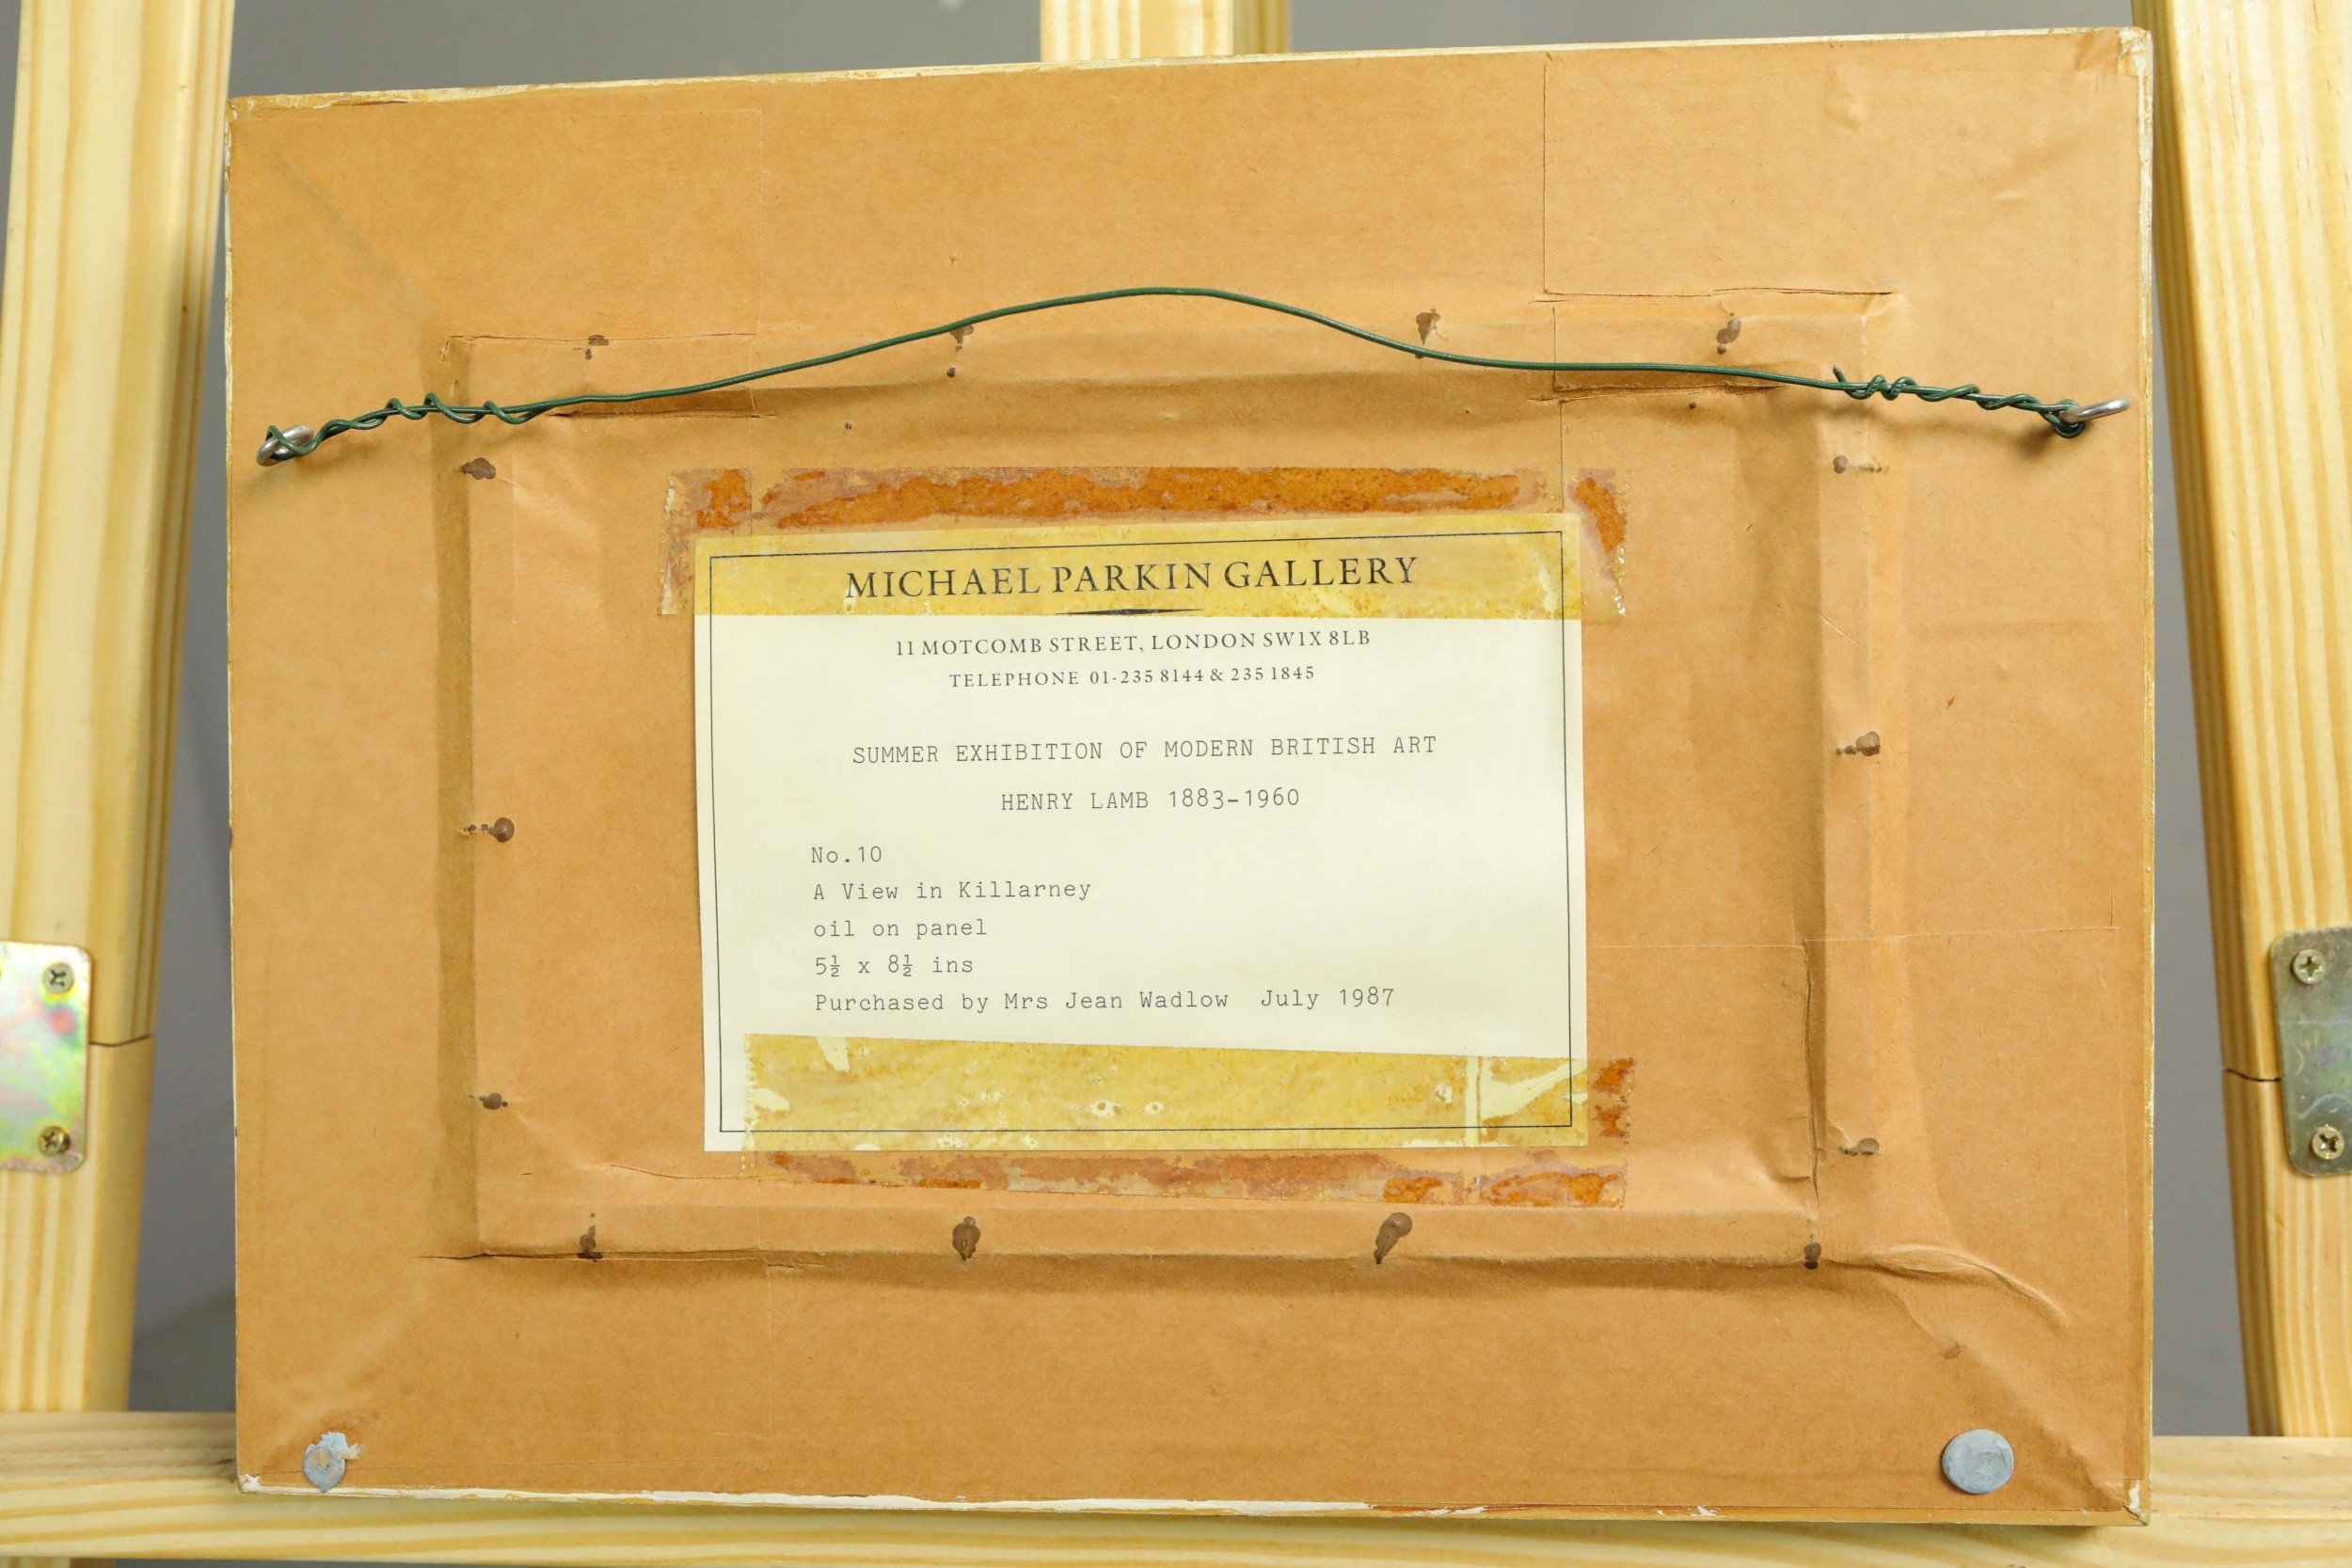 MICHAEL PARKIN GALLERY
11 MOTCOMB STREET, LONDON SW1X 8LB
TELEPHONE 01-235 8144 & 235 1845
SUMMER EXHIBITION OF MODERN BRITISH ART
HENRY LAMB 1883-1960
No.10
A View in Killarney
oil on panel
5½ x 8½ ins
Purchased by Mrs Jean Wadlow July 1987